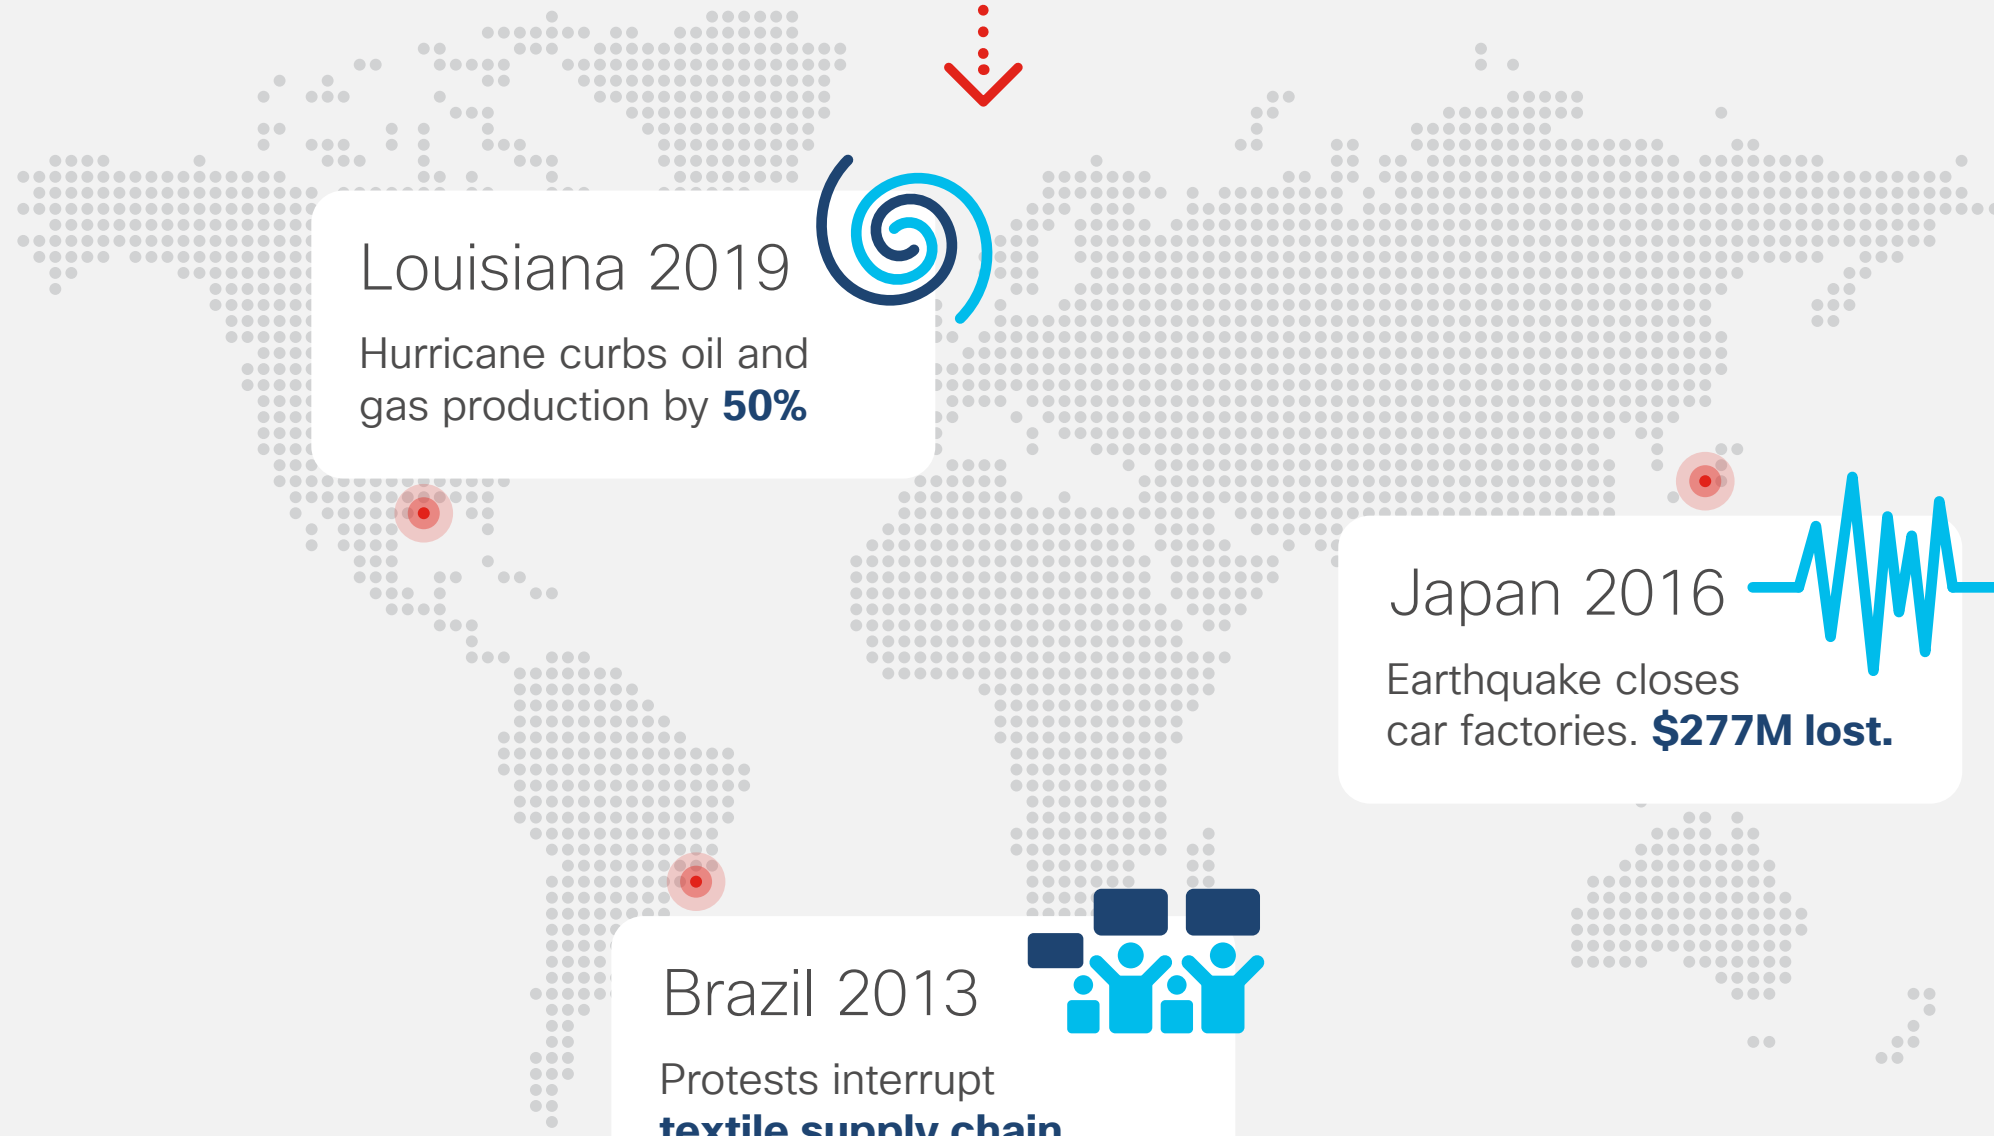 Louisiana 2019
Hurricane curbs oil and
gas production by 50%
Japan 2016
Earthquake closes
car factories. $277M lost.
Brazil 2013
Protests interrupt
textile supply chain